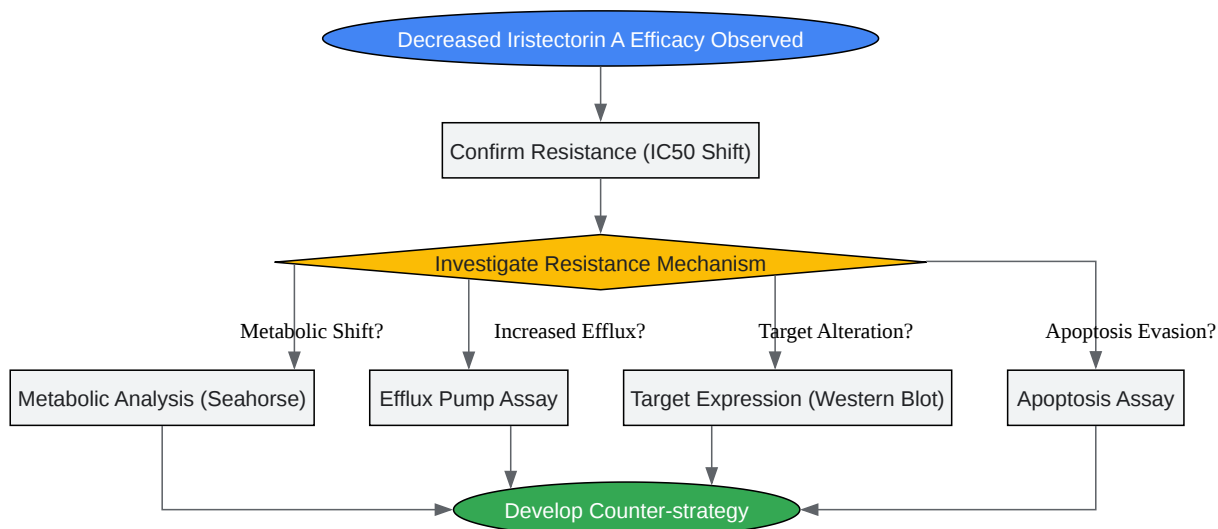 Decreased Iristectorin A Efficacy Observed
Confirm Resistance (IC50 Shift)
Investigate Resistance Mechanism
Metabolic Shift?
Increased Efflux?
Target Alteration?
Apoptosis Evasion?
Metabolic Analysis (Seahorse)
Efflux Pump Assay
Target Expression (Western Blot)
Apoptosis Assay
Develop Counter-strategy